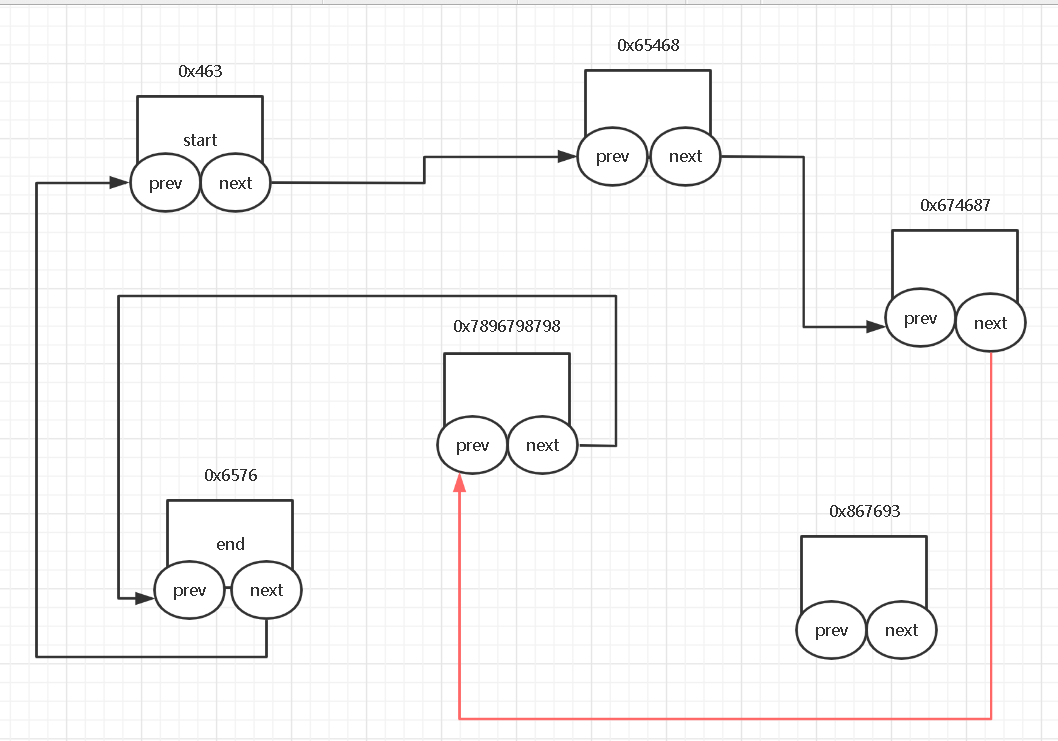 0x463
start
prev
next
0x65468
prev
next
0x674687
prev
next
0x7896798798
prev
next
0x6576
end
prev
next
0x867693
prev
next